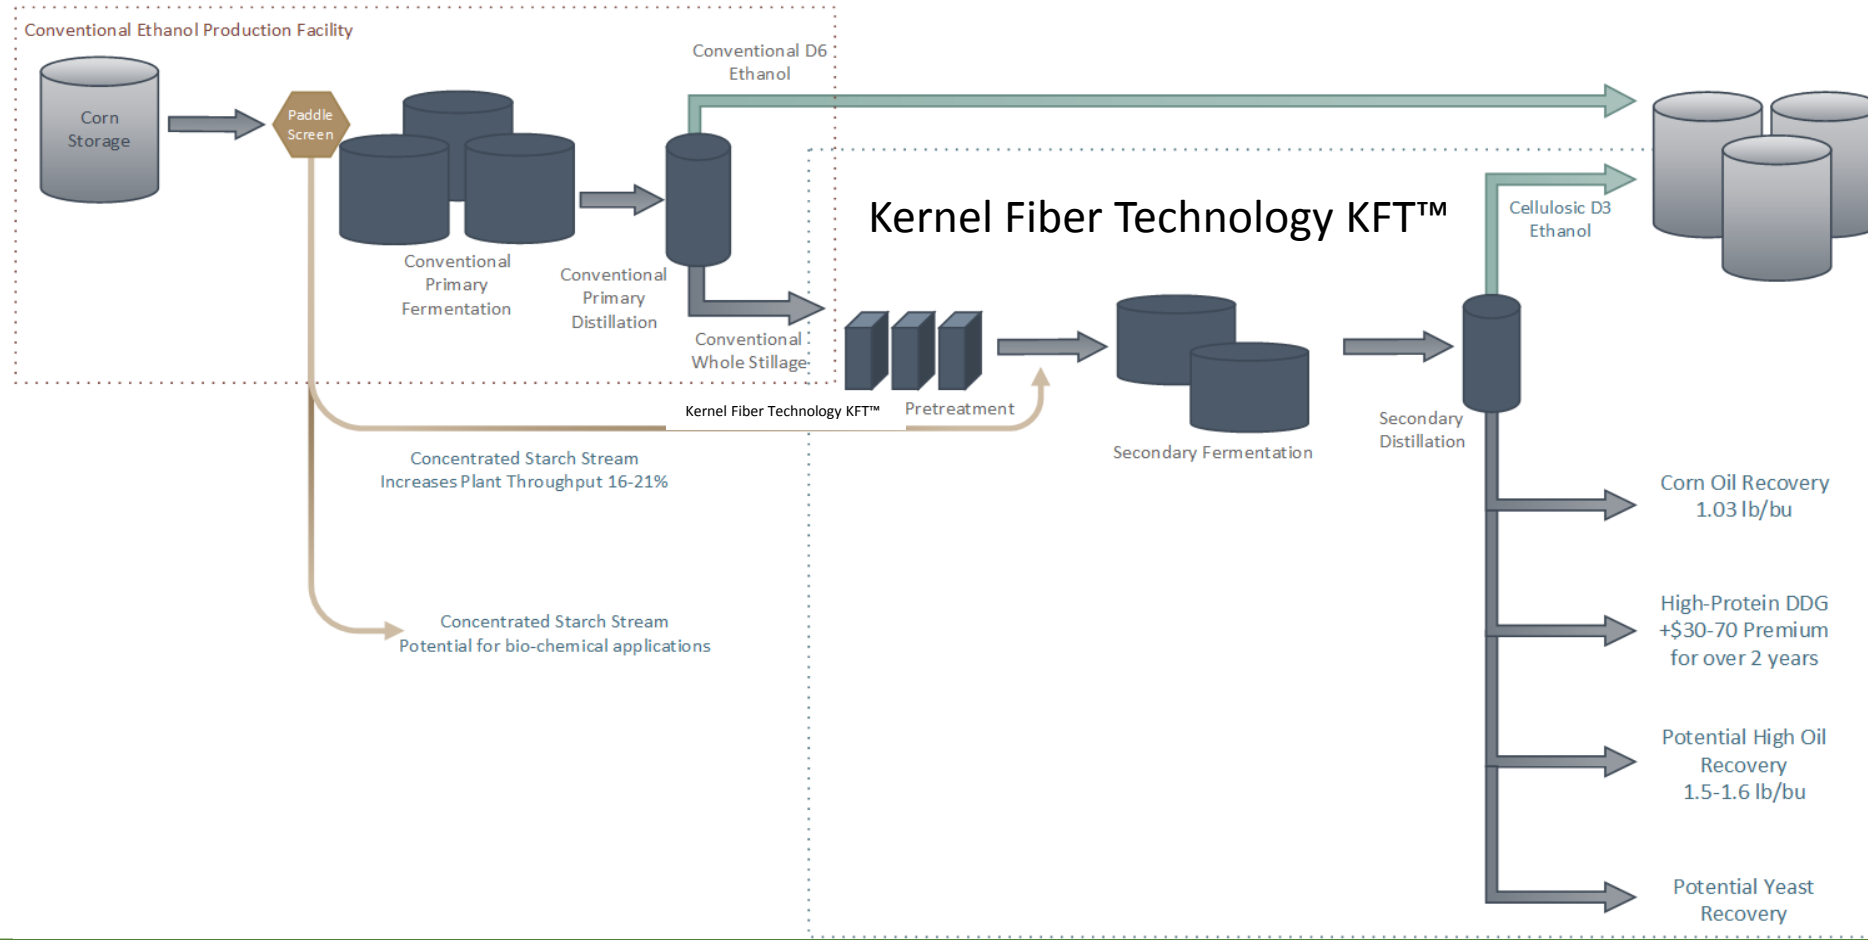 Conventional Ethanol Production Facility
Corn
Storage
Paddle
Screen
Conventional
Primary
Fermentation
Conventional
Primary
Distillation
Conventional D6
Ethanol
Conventional
Whole Stillage
Kernel Fiber Technology KFT™
Cellulosic D3
Ethanol
Kernel Fiber Technology KFT™
Pretreatment
Secondary Fermentation
Secondary
Distillation
Concentrated Starch Stream
Increases Plant Throughput 16-21%
Concentrated Starch Stream
Potential for bio-chemical applications
Corn Oil Recovery
1.03 lb/bu
High-Protein DDG
+$30-70 Premium
for over 2 years
Potential High Oil
Recovery
1.5-1.6 lb/bu
Potential Yeast
Recovery